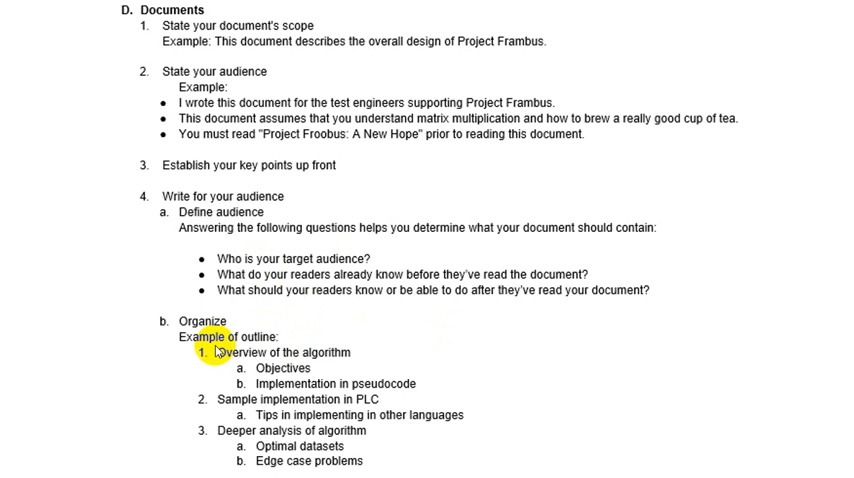 D. Documents
1. State your document's scope
Example: This document describes the overall design of Project Frambus.
2. State your audience
Example:
• I wrote this document for the test engineers supporting Project Frambus.
• This document assumes that you understand matrix multiplication and how to brew a really good cup of tea.
• You must read "Project Froobus: A New Hope" prior to reading this document.
3. Establish your key points up front
4. Write for your audience
a. Define audience
Answering the following questions helps you determine what your document should contain:
• Who is your target audience?
• What do your readers already know before they've read the document?
• What should your readers know or be able to do after they've read your document?
b. Organize
Example of outline:
1. Overview of the algorithm
a. Objectives
b. Implementation in pseudocode
2. Sample implementation in PLC
a. Tips in implementing in other languages
3. Deeper analysis of algorithm
a. Optimal datasets
b. Edge case problems